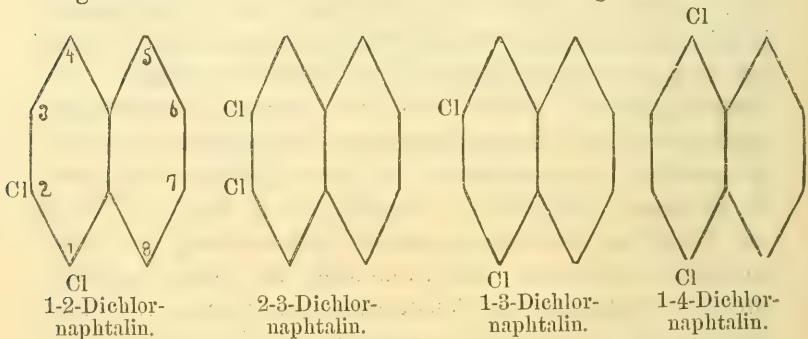 Cl
4 5
3 6 Cl Cl
Cl 2 7 Cl
1 8
Cl Cl Cl
1-2-Dichlor-
naphtalin.
2-3-Dichlor-
naphtalin.
1-3-Dichlor-
naphtalin.
1-4-Dichlor-
naphtalin.